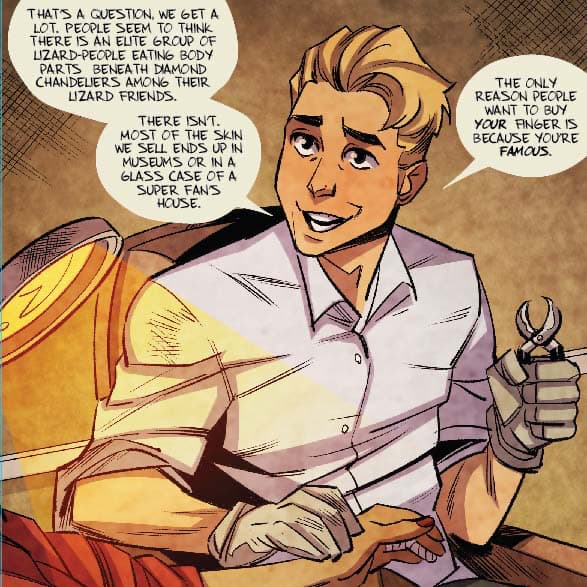 THAT'S A QUESTION, WE GET A
LOT. PEOPLE SEEM TO THINK
THERE IS AN ELITE GROUP OF
LIZARD-PEOPLE EATING BODY
PARTS BENEATH DIAMOND
CHANDELIERS AMONG THEIR
LIZARD FRIENDS.
THERE ISN'T.
MOST OF THE SKIN
WE SELL ENDS UP IN
MUSEUMS OR IN A
GLASS CASE OF A
SUPER FAN'S
HOUSE.
THE ONLY
REASON PEOPLE
WANT TO BUY
YOUR FINGER IS
BECAUSE YOU'RE
FAMOUS.